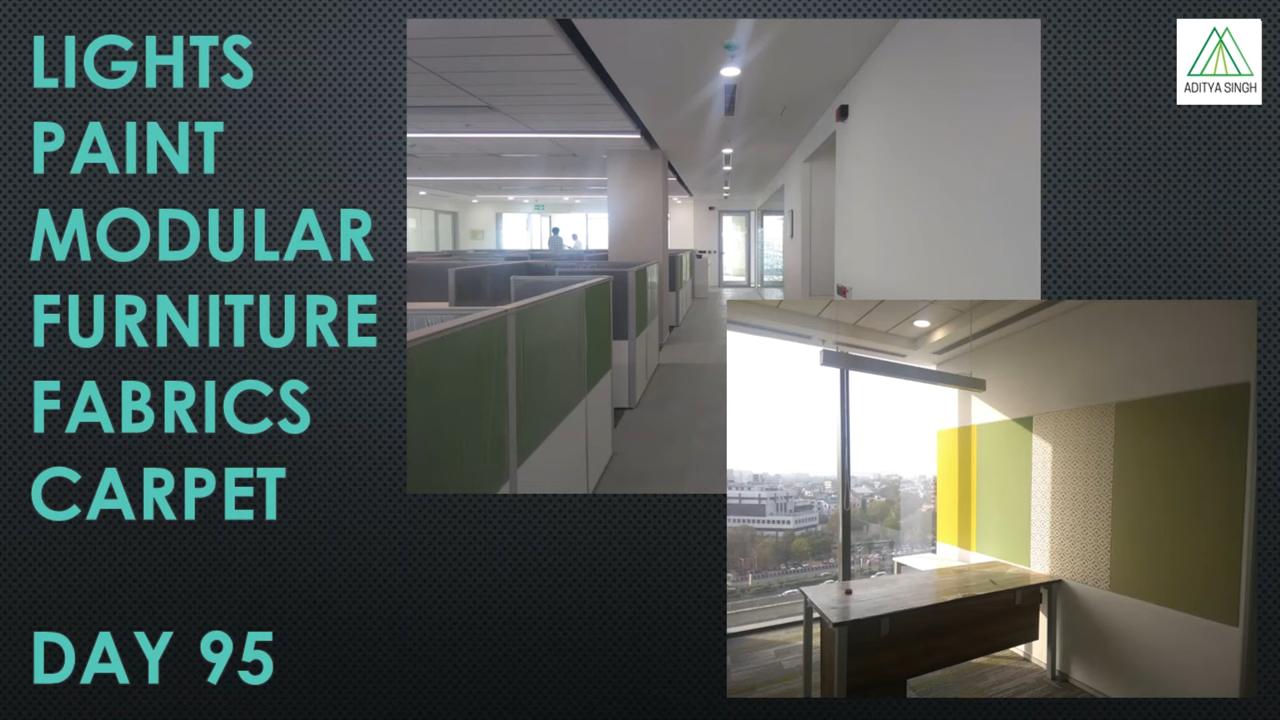 LIGHTS
PAINT
MODULAR
FURNITURE
FABRICS
CARPET
DAY 95
ADITYA SINGH